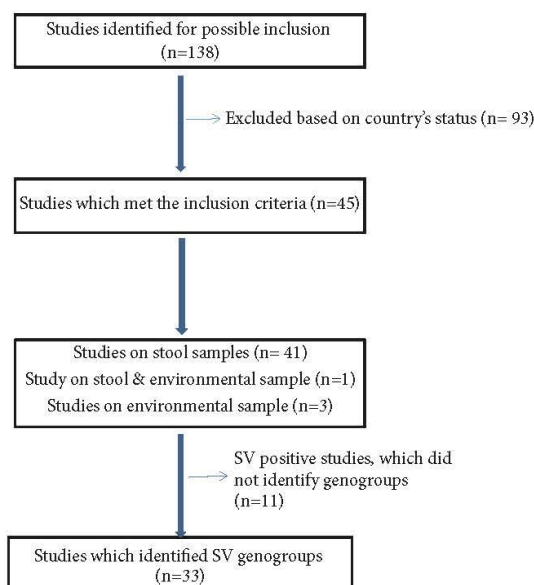 Studies identified for possible inclusion
(n=138)
Excluded based on country's status (n= 93)
Studies which met the inclusion criteria (n=45)
Studies on stool samples (n= 41)
Study on stool & environmental sample (n=1)
Studies on environmental sample (n=3)
SV positive studies, which did
not identify genogroups
(n=11)
Studies which identified SV genogroups
(n=33)